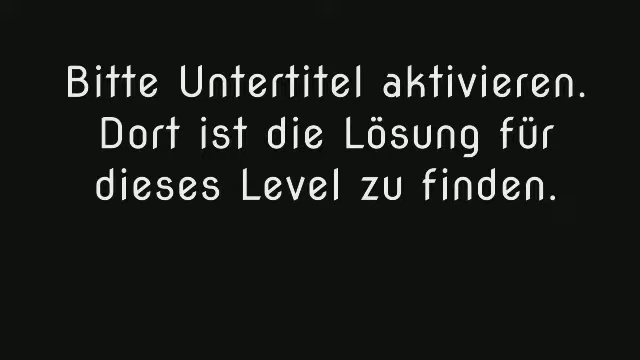 Bitte Untertitel aktivieren.
Dort ist die Lösung für
dieses Level zu finden.